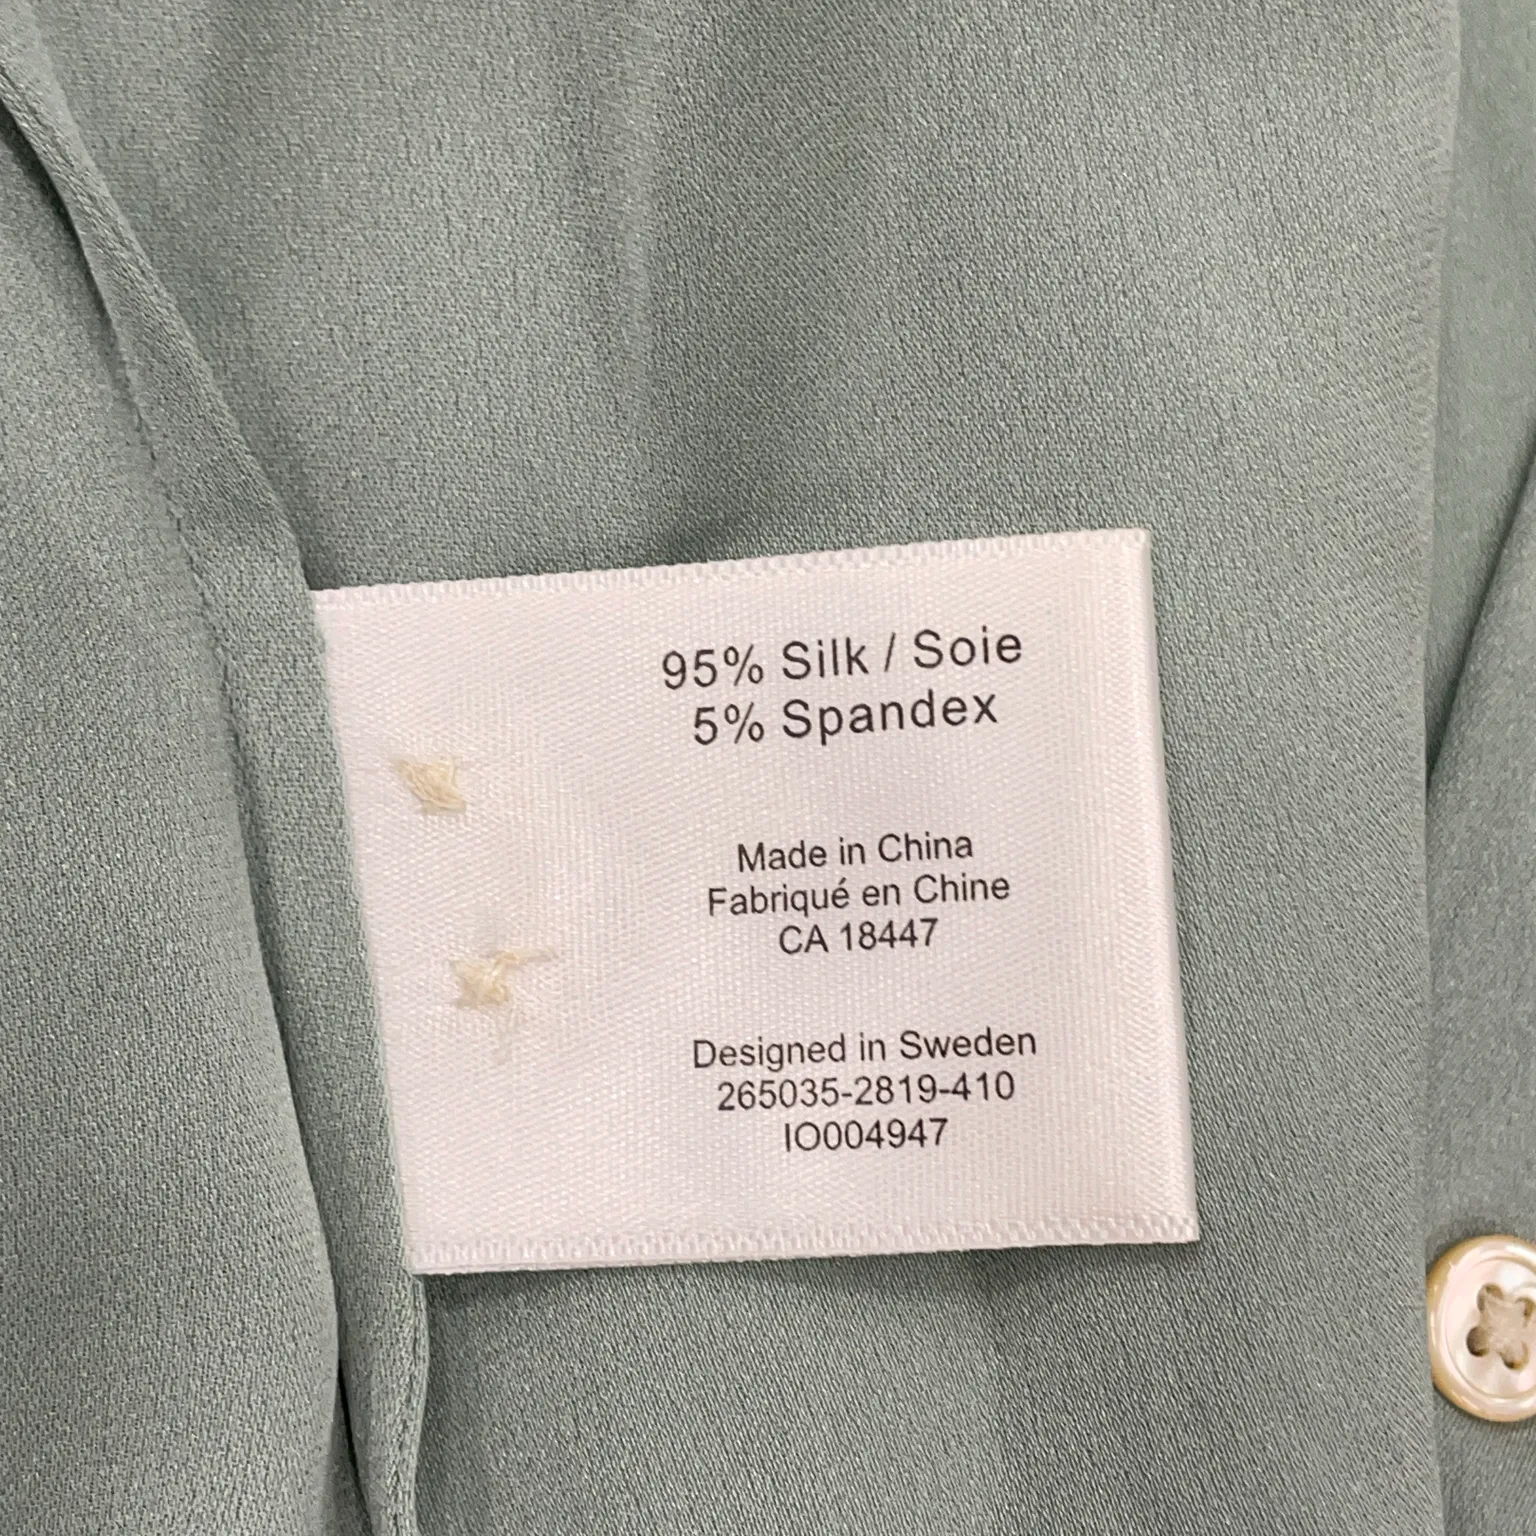 95% Silk / Soie
5% Spandex
Made in China
Fabriqué en Chine
CA 18447
Designed in Sweden
265035-2819-410
IO004947